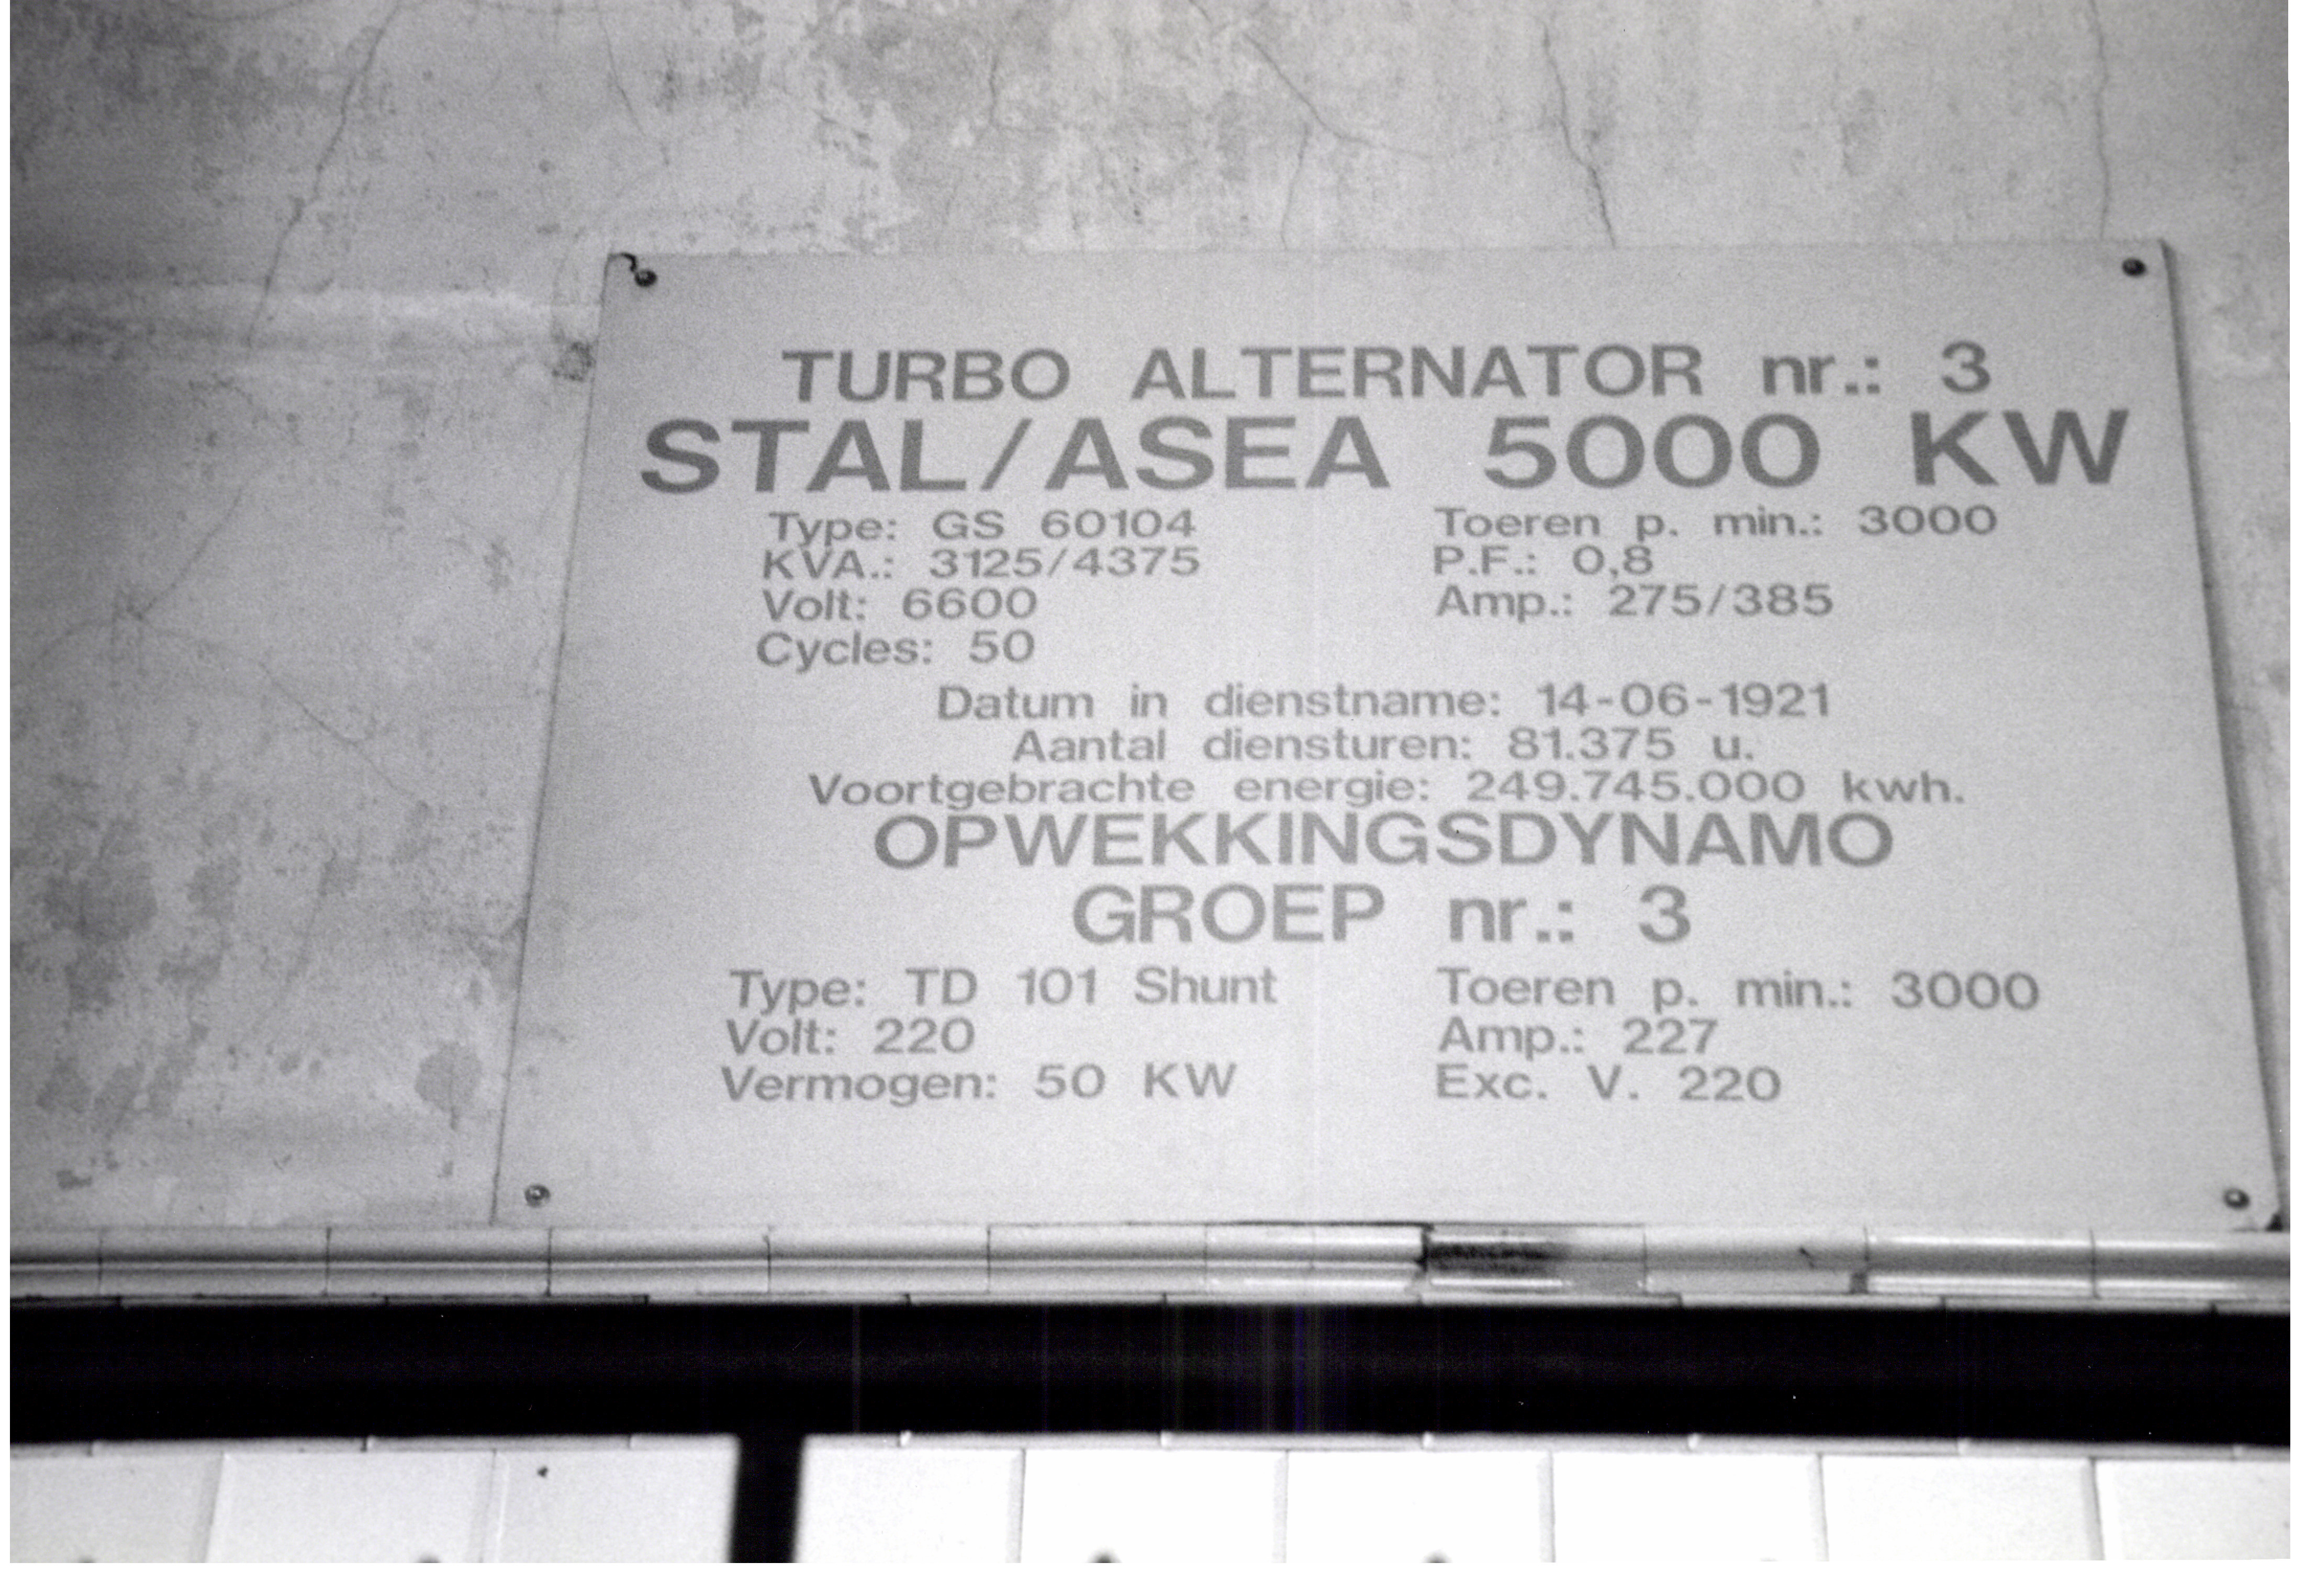 TURBO ALTERNATOR nr.: 3
STAL/ASEA 5000 KW
Type: GS 60104 Toeren p. min.: 3000
KVA.: 3125/4375 P.F.: 0,8
Volt: 6600 Amp.: 275/385
Cycles: 50
Datum in dienstname: 14-06-1921
Aantal diensturen: 81.375 u.
Voortgebrachte energie: 249.745.000 kwh.
OPWEKKINGSDYNAMO
GROEP nr.: 3
Type: TD 101 Shunt Toeren p. min.: 3000
Volt: 220 Amp.: 227
Vermogen: 50 KW Exc. V. 220